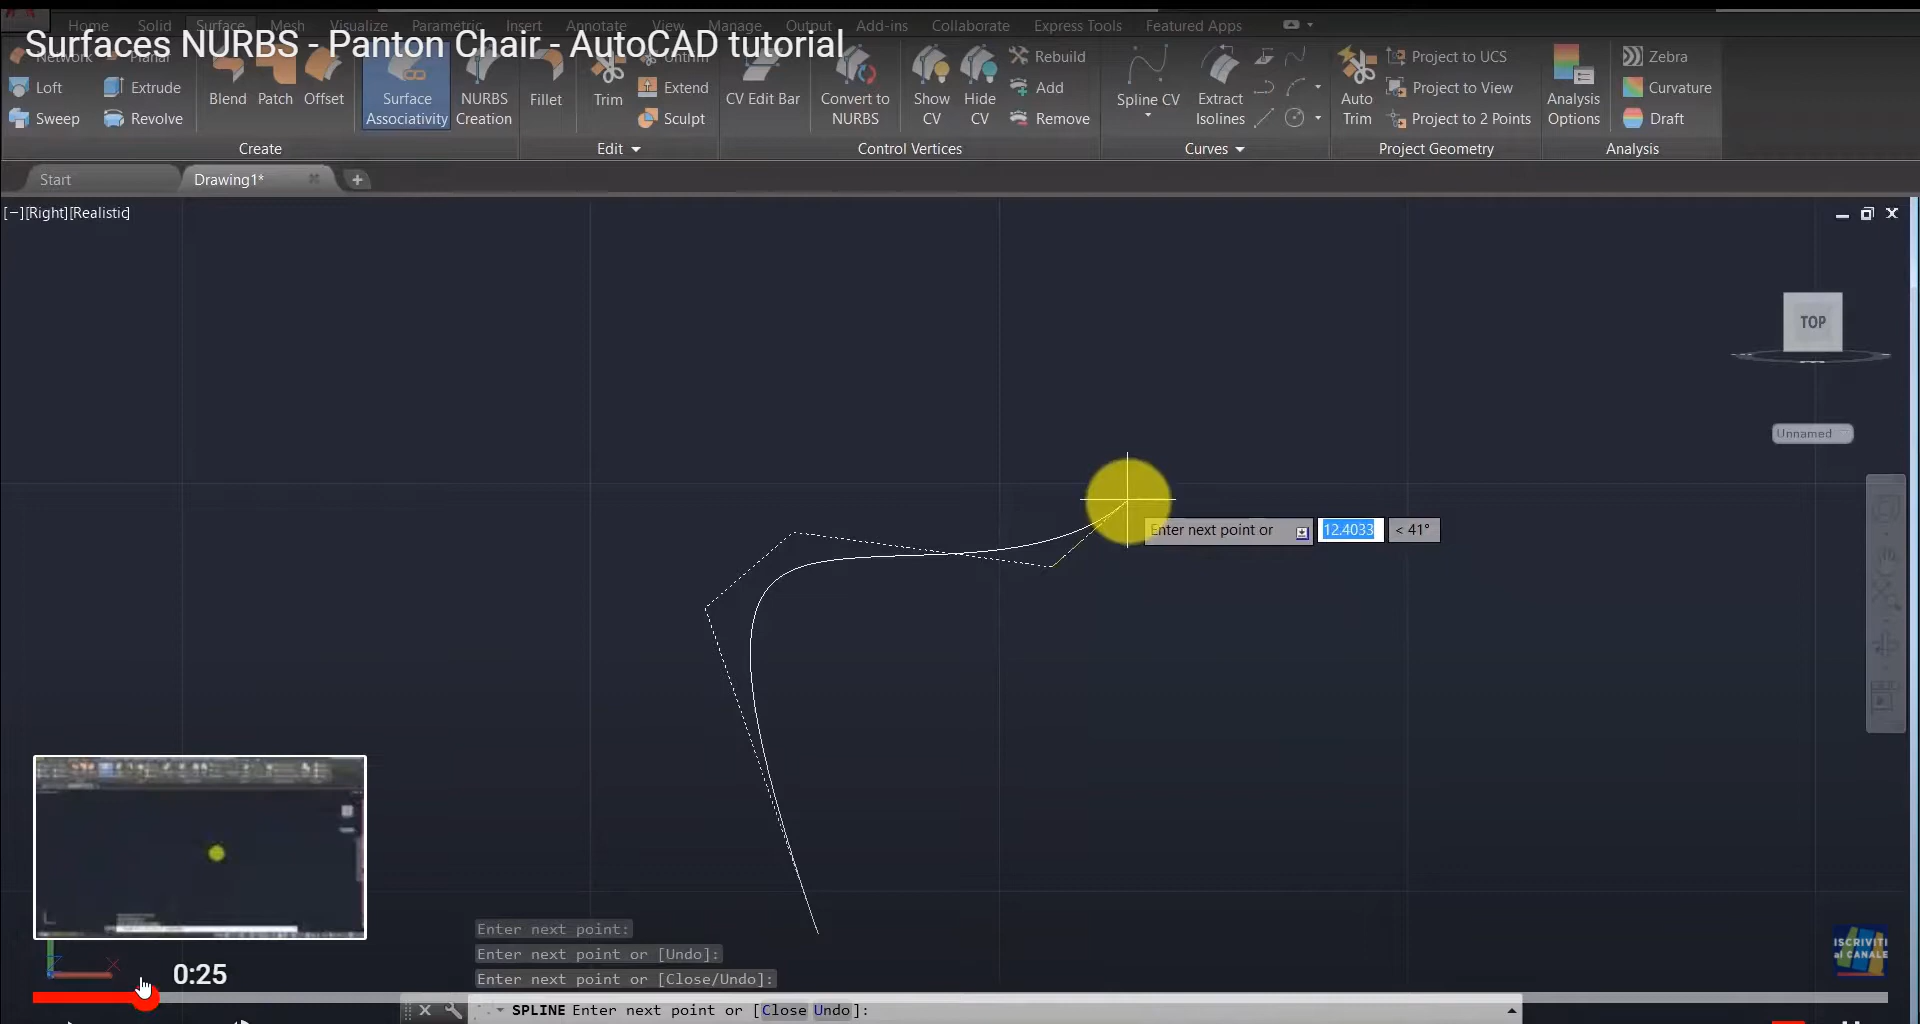 Home Solid Surface Mesh Visualize Parametric Insert Annotate View Manage Output Add-ins Collaborate Express Tools Featured Apps
Surfaces NURBS - Panton Chair - AutoCAD tutorial
Network Planar Untrim Rebuild Project to UCS Zebra
Loft Extrude Extend Add Project to View Curvature
Sweep Revolve Sculpt Remove Project to 2 Points Draft
Blend Patch Offset
Surface Associativity
NURBS Creation
Fillet Trim
CV Edit Bar
Convert to NURBS
Show CV
Hide CV
Spline CV
Extract Isolines
Auto Trim
Analysis Options
Create Edit Control Vertices Curves Project Geometry Analysis
Start Drawing1* +
[−][Right][Realistic]
TOP
Unnamed
Enter next point or 12.4033 < 41°
Enter next point:
Enter next point or [Undo]:
Enter next point or [Close/Undo]:
SPLINE Enter next point or [Close Undo]:
X
0:25
ISCRIVITI
al CANALE